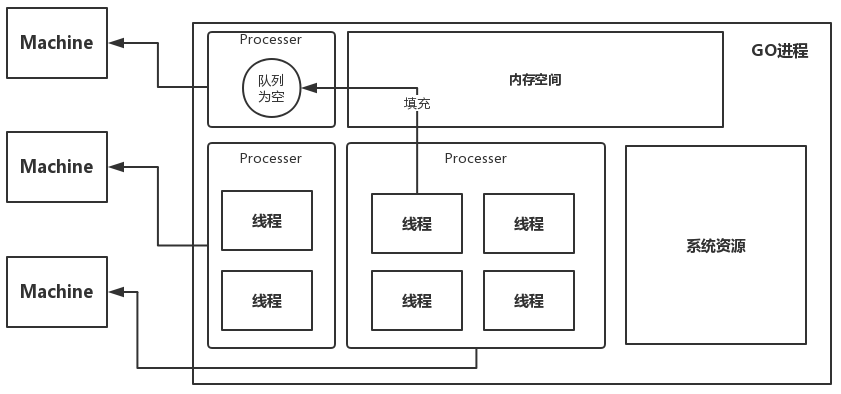 Machine
Processer
队列
为空
填充
内存空间
GO进程
Machine
Processer
线程
线程
Processer
线程
线程
线程
线程
系统资源
Machine